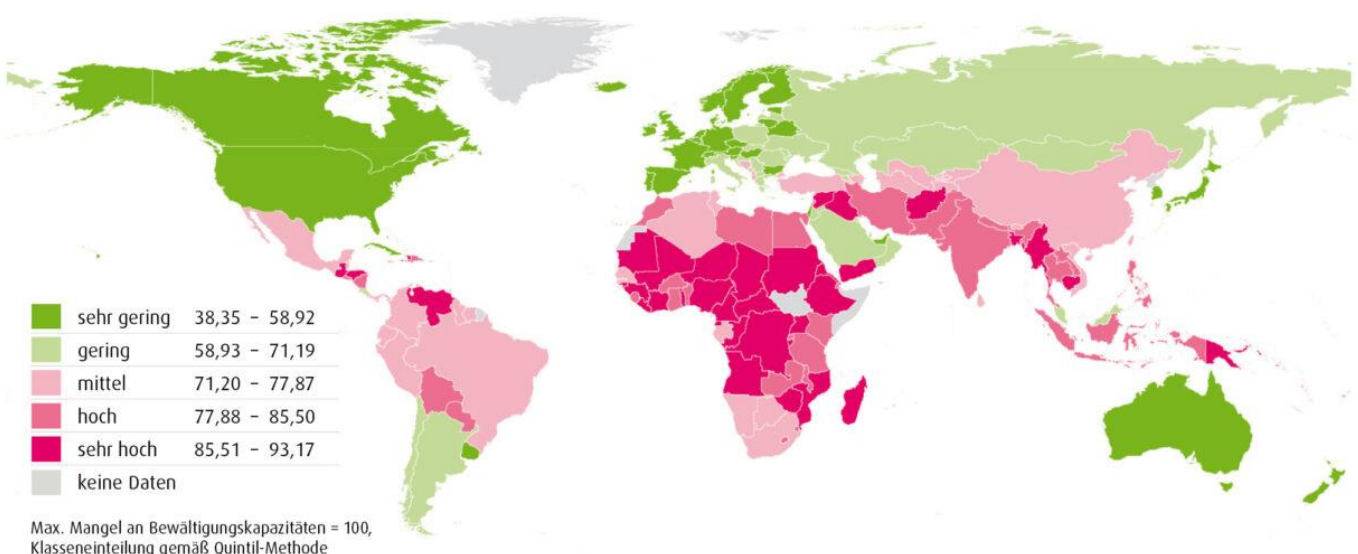 sehr gering 38,35 – 58,92
gering 58,93 – 71,19
mittel 71,20 – 77,87
hoch 77,88 – 85,50
sehr hoch 85,51 – 93,17
keine Daten
Max. Mangel an Bewältigungskapazitäten = 100,
Klasseneinteilung gemäß Quintil-Methode